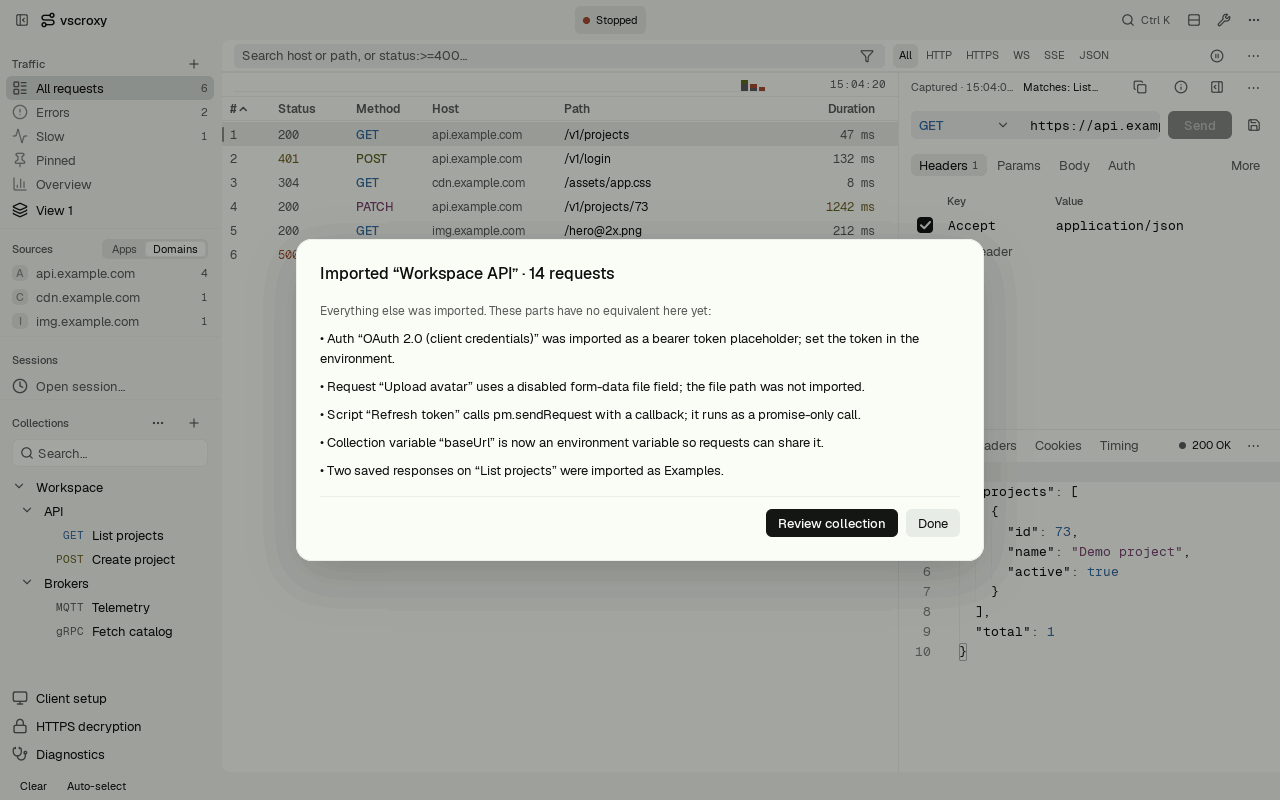 vscroxy
Stopped
Ctrl K
Traffic
All requests 6
Errors 2
Slow 1
Pinned
Overview
View 1
Sources Apps Domains
A api.example.com 4
C cdn.example.com 1
I img.example.com 1
Sessions
Open session...
Collections
Search...
Workspace
API
GET List projects
POST Create project
Brokers
MQTT Telemetry
gRPC Fetch catalog
Client setup
HTTPS decryption
Diagnostics
Clear Auto-select
Search host or path, or status:>=400...
All HTTP HTTPS WS SSE JSON
15:04:20
# Status Method Host Path Duration
1 200 GET api.example.com /v1/projects 47 ms
2 401 POST api.example.com /v1/login 132 ms
3 304 GET cdn.example.com /assets/app.css 8 ms
4 200 PATCH api.example.com /v1/projects/73 1242 ms
5 200 GET img.example.com /hero@2x.png 212 ms
6 500
Imported “Workspace API” · 14 requests
Everything else was imported. These parts have no equivalent here yet:
• Auth “OAuth 2.0 (client credentials)” was imported as a bearer token placeholder; set the token in the
environment.
• Request “Upload avatar” uses a disabled form-data file field; the file path was not imported.
• Script “Refresh token” calls pm.sendRequest with a callback; it runs as a promise-only call.
• Collection variable “baseUrl” is now an environment variable so requests can share it.
• Two saved responses on “List projects” were imported as Examples.
Review collection Done
Captured · 15:04:0... Matches: List...
GET https://api.examp Send
Headers 1 Params Body Auth More
Key Value
Accept application/json
eader
aders Cookies Timing 200 OK
projects": [
{
"id": 73,
"name": "Demo project",
6 "active": true
7 }
8 ],
9 "total": 1
10 }